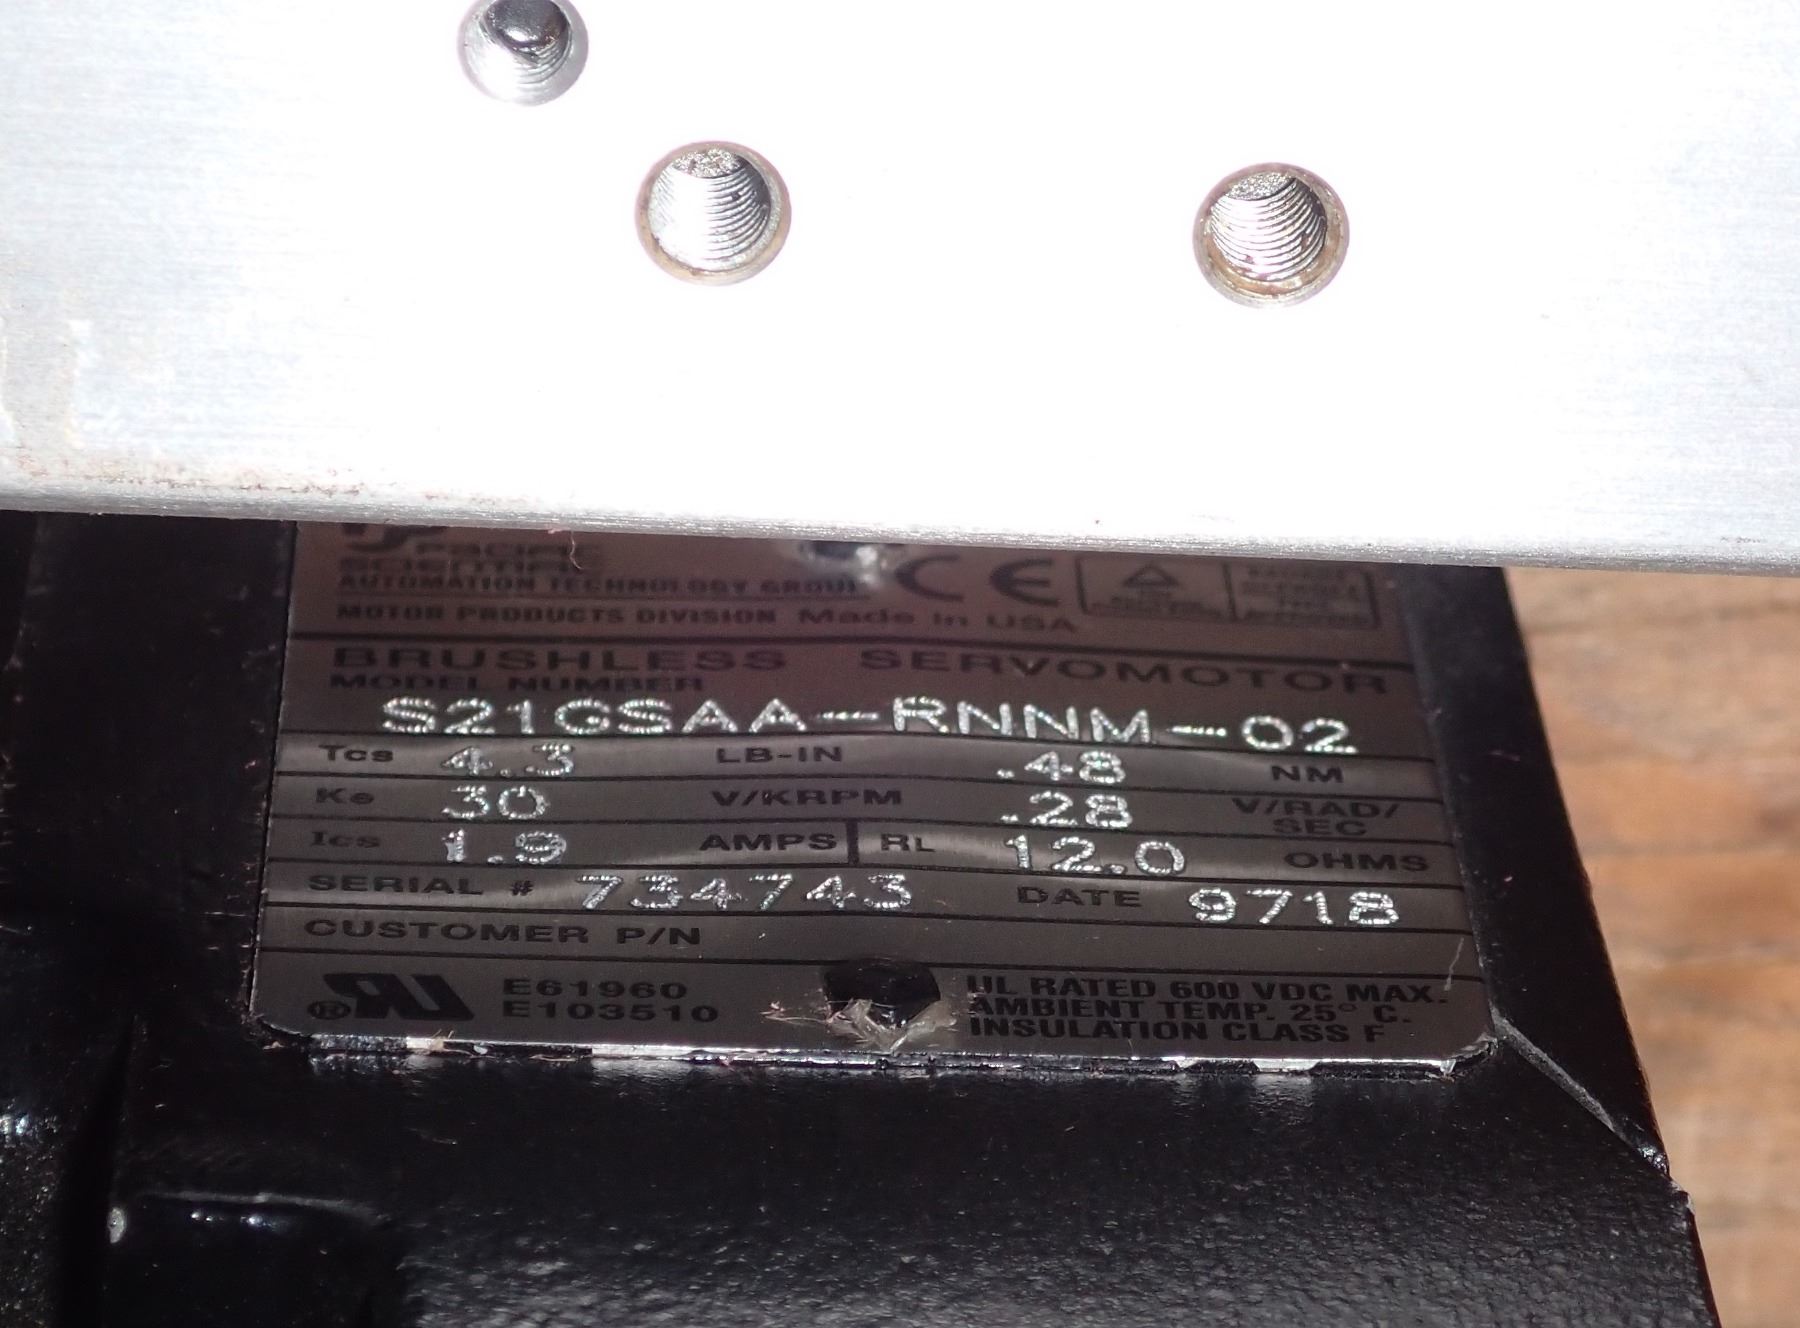 PACIFIC
SCIENTIFIC
AUTOMATION TECHNOLOGY GROUP
MOTOR PRODUCTS DIVISION Made in USA
CE
BRUSHLESS SERVOMOTOR
MODEL NUMBER
S21GSAA-RNNM-02
Tcs 4.3 LB-IN .48 NM
Ke 30 V/KRPM .28 V/RAD/
SEC
Ics 1.9 AMPS RL 12.0 OHMS
SERIAL # 734743 DATE 9718
CUSTOMER P/N
E61960
E103510
UL RATED 600 VDC MAX.
AMBIENT TEMP. 25° C.
INSULATION CLASS F